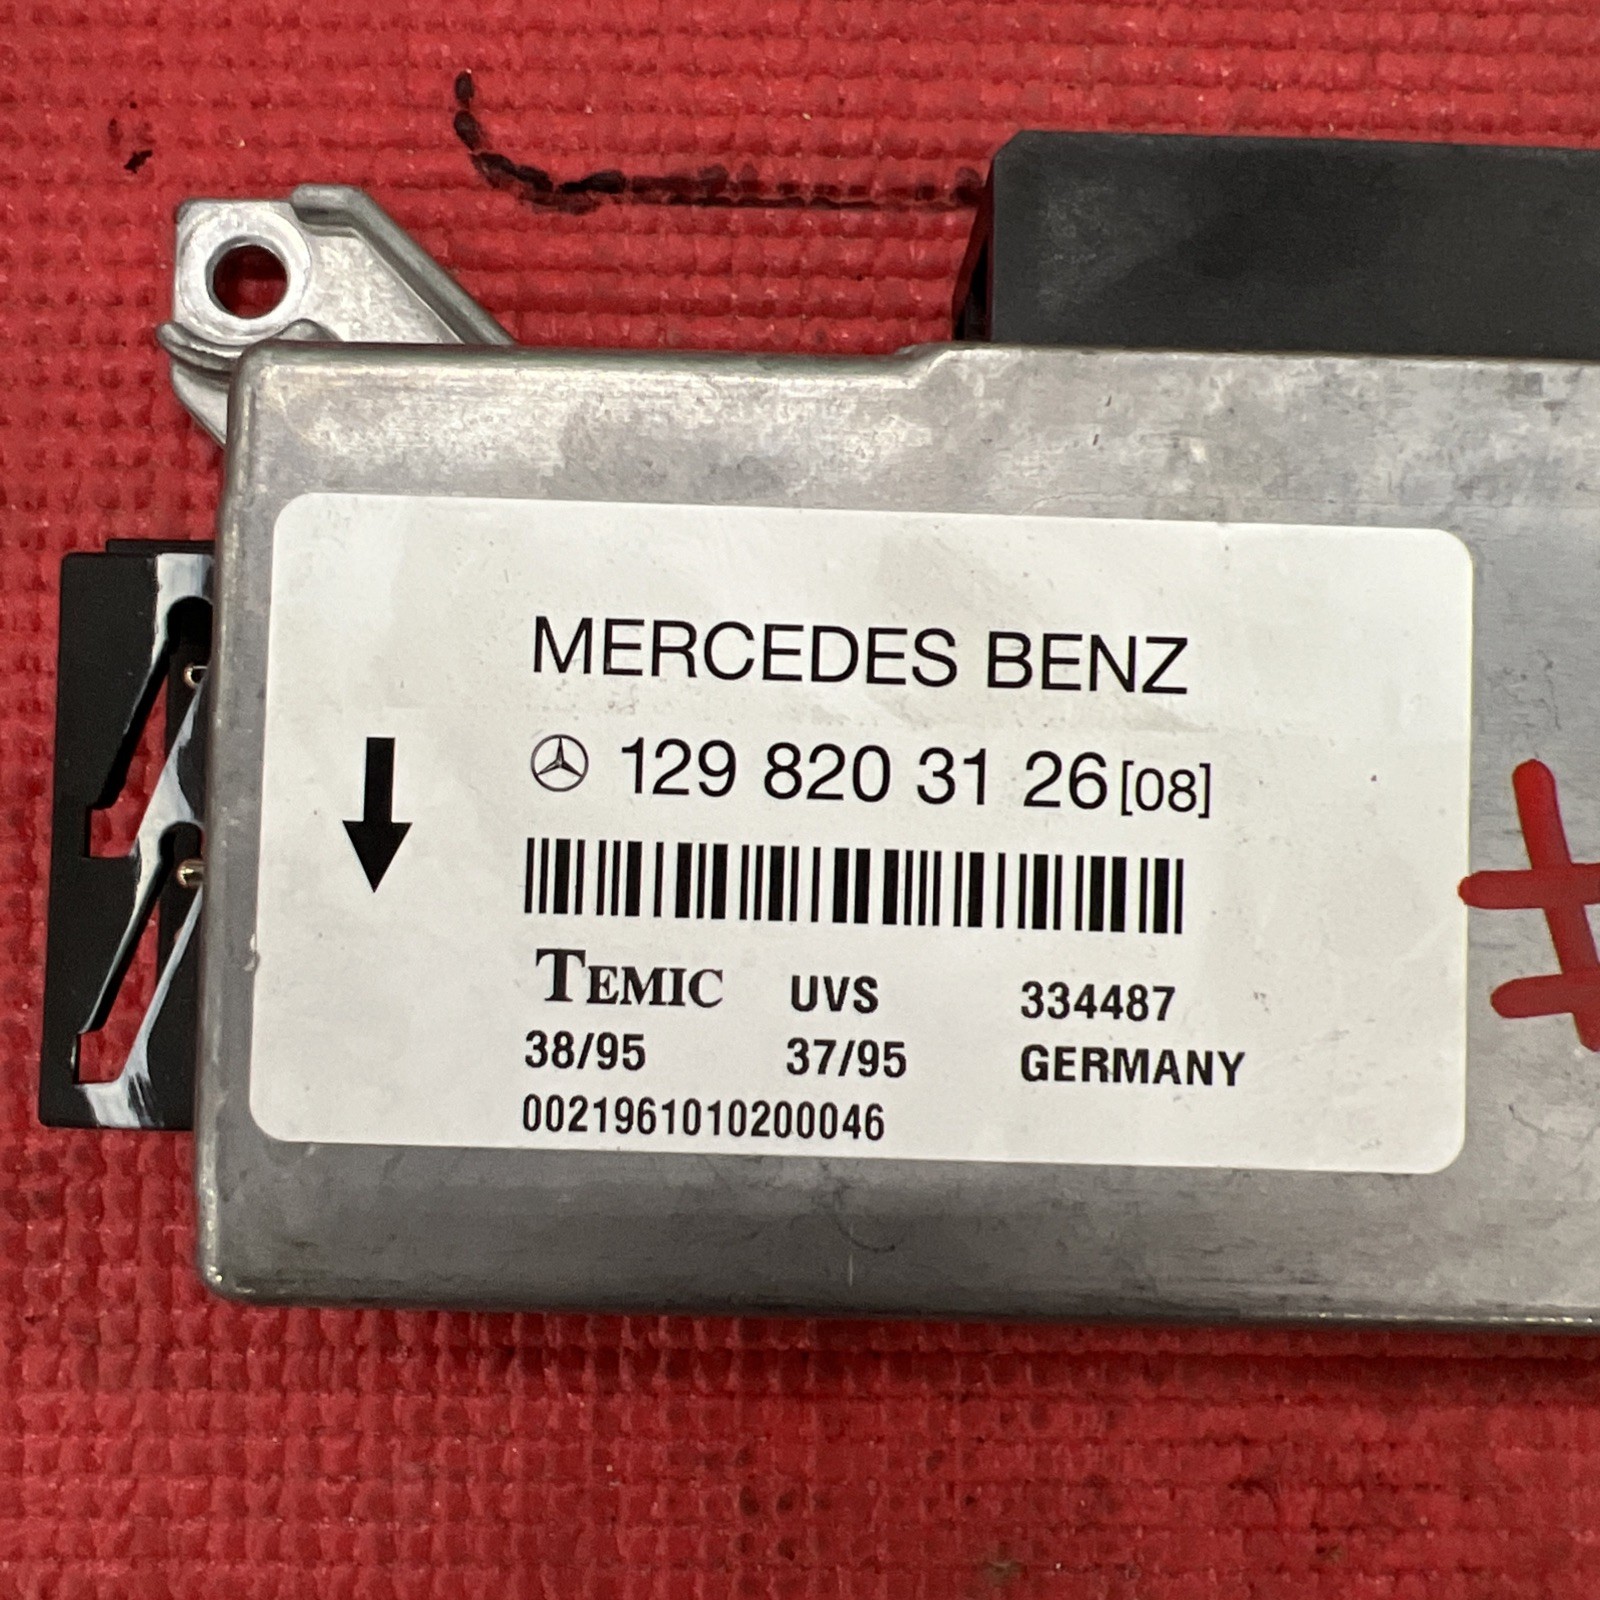 MERCEDES BENZ
129 820 31 26 [08]
TEMIC UVS 334487
38/95 37/95 GERMANY
0021961010200046
#